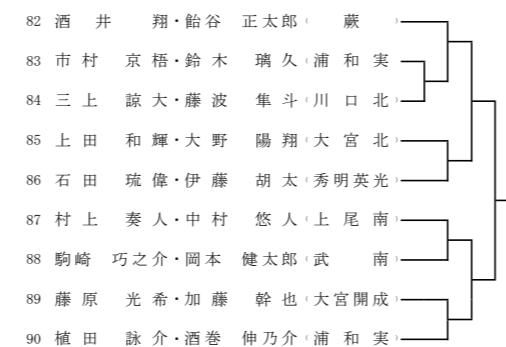 82 酒井 翔・飴谷 正太郎（蕨）
83 市村 京梧・鈴木 璃久（浦和実）
84 三上 諒大・藤波 隼斗（川口北）
85 上田 和輝・大野 陽翔（大宮北）
86 石田 琉偉・伊藤 胡太（秀明英光）
87 村上 奏人・中村 悠人（上尾南）
88 駒崎 巧之介・岡本 健太郎（武南）
89 藤原 光希・加藤 幹也（大宮開成）
90 植田 詠介・酒巻 伸乃介（浦和実）